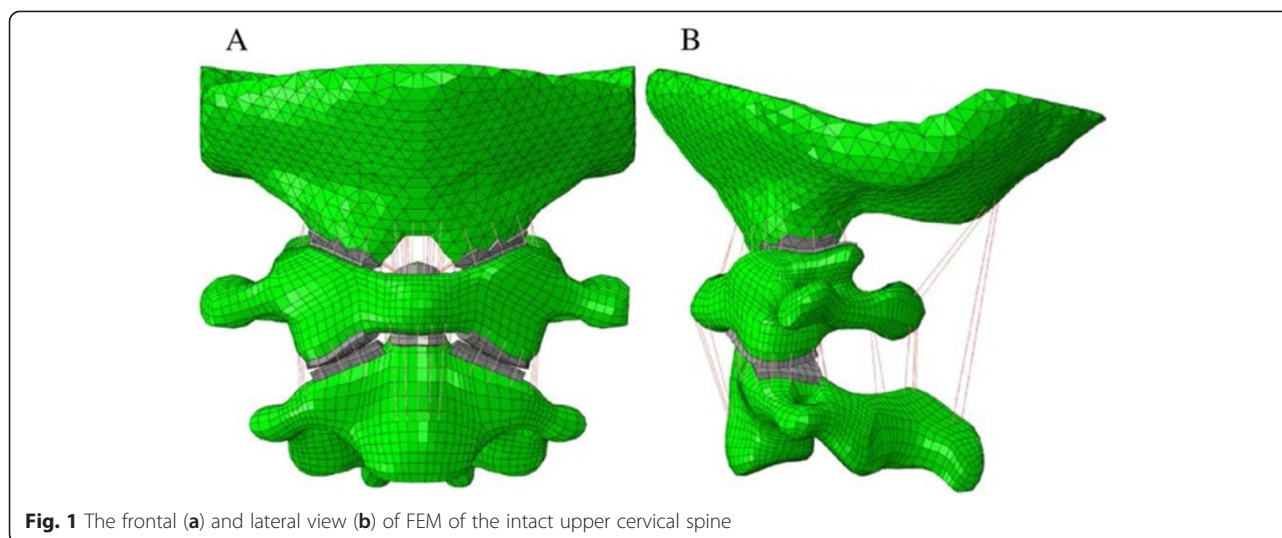 A B
Fig. 1 The frontal (a) and lateral view (b) of FEM of the intact upper cervical spine